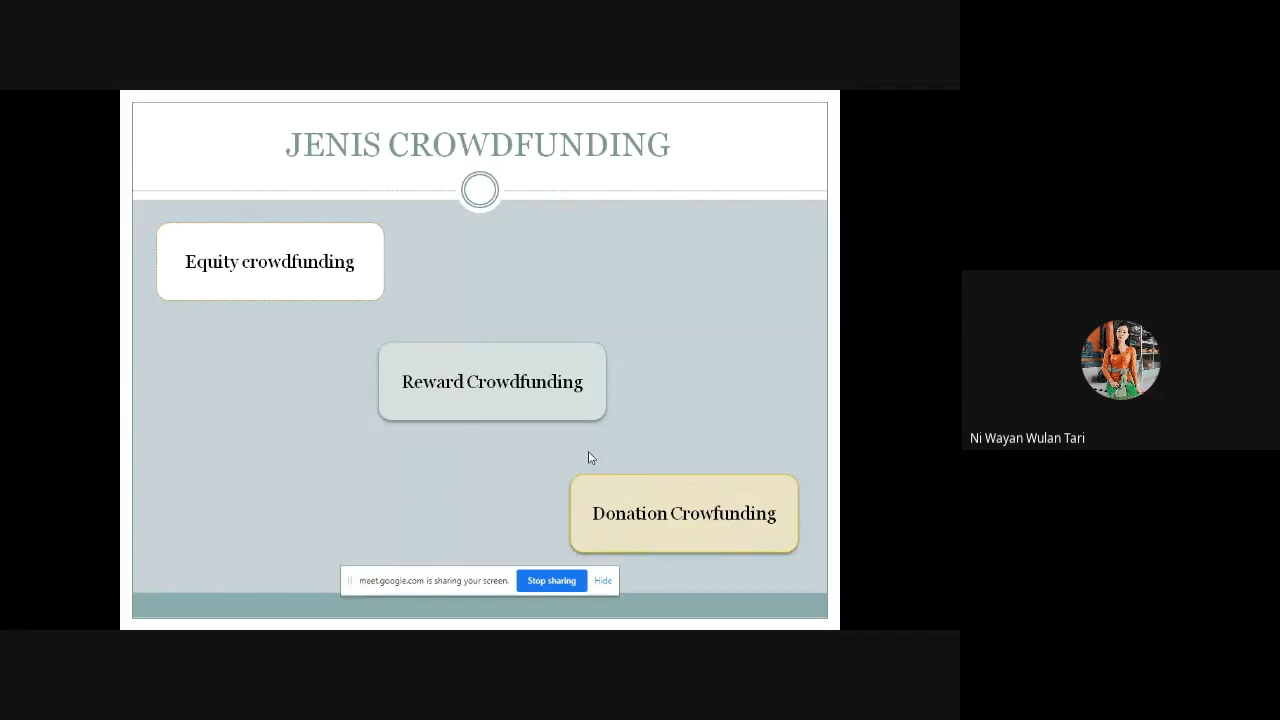 JENIS CROWDFUNDING
Equity crowdfunding
Reward Crowdfunding
Donation Crowfunding
meet.google.com is sharing your screen.
Stop sharing
Hide
Ni Wayan Wulan Tari